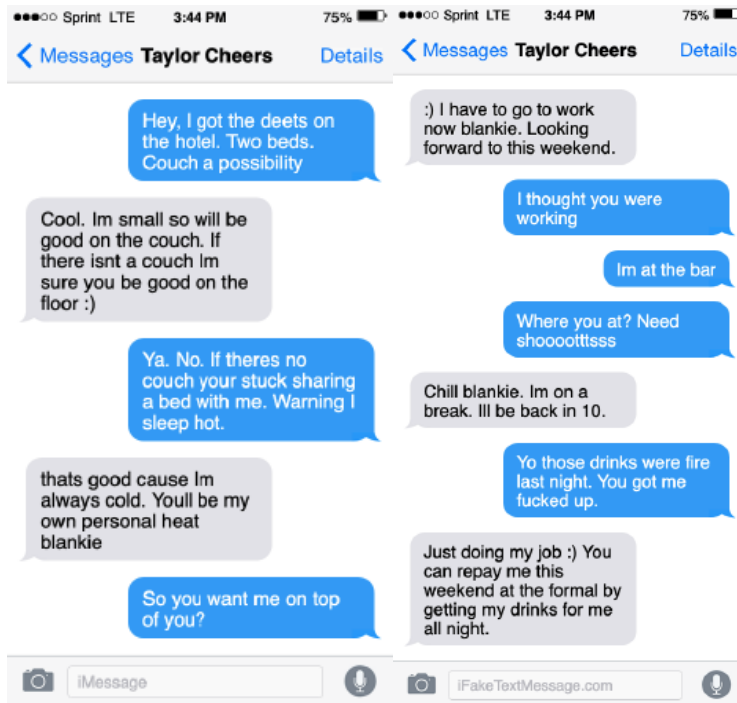 Sprint LTE 3:44 PM 75%
Messages Taylor Cheers Details
Hey, I got the deets on
the hotel. Two beds.
Couch a possibility
Cool. Im small so will be
good on the couch. If
there isnt a couch Im
sure you be good on the
floor :)
Ya. No. If theres no
couch your stuck sharing
a bed with me. Warning I
sleep hot.
thats good cause Im
always cold. Youll be my
own personal heat
blankie
So you want me on top
of you?
iMessage
Sprint LTE 3:44 PM 75%
Messages Taylor Cheers Details
:) I have to go to work
now blankie. Looking
forward to this weekend.
I thought you were
working
Im at the bar
Where you at? Need
shooootttsss
Chill blankie. Im on a
break. Ill be back in 10.
Yo those drinks were fire
last night. You got me
fucked up.
Just doing my job :) You
can repay me this
weekend at the formal by
getting my drinks for me
all night.
iFakeTextMessage.com